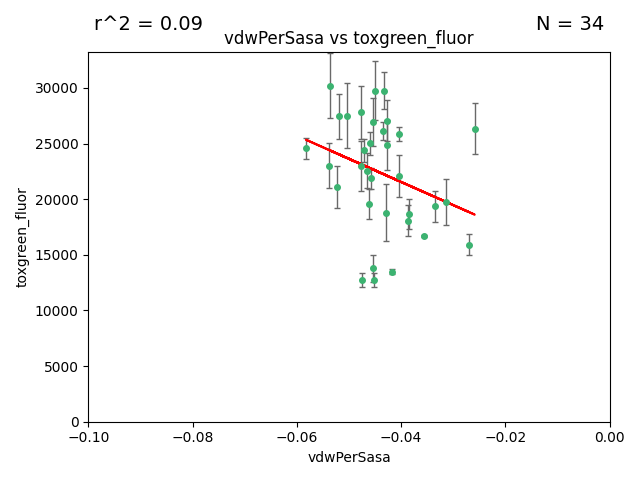 r^2 = 0.09
N = 34
vdwPerSasa vs toxgreen_fluor
toxgreen_fluor
30000
25000
20000
15000
10000
5000
0
−0.10
−0.08
−0.06
−0.04
−0.02
0.00
vdwPerSasa